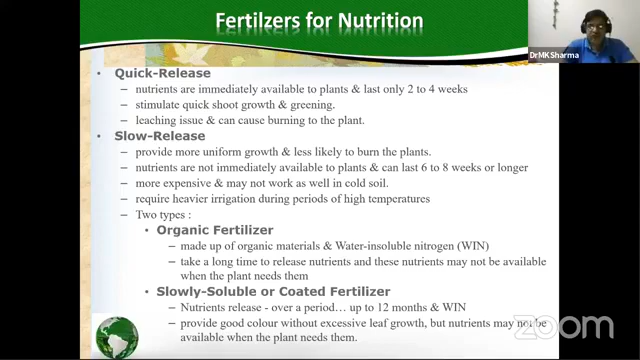 Fertilzers for Nutrition
DrMKSharma
• Quick-Release
– nutrients are immediately available to plants & last only 2 to 4 weeks
– stimulate quick shoot growth & greening.
– leaching issue & can cause burning to the plant.
• Slow-Release
– provide more uniform growth & less likely to burn the plants.
– nutrients are not immediately available to plants & can last 6 to 8 weeks or longer
– more expensive & may not work as well in cold soil.
– require heavier irrigation during periods of high temperatures
– Two types :
• Organic Fertilizer
– made up of organic materials & Water-insoluble nitrogen (WIN)
– take a long time to release nutrients and these nutrients may not be available
when the plant needs them
• Slowly-Soluble or Coated Fertilizer
– Nutrients release - over a period… up to 12 months & WIN
– provide good colour without excessive leaf growth, but nutrients may not be
available when the plant needs them.
zoom